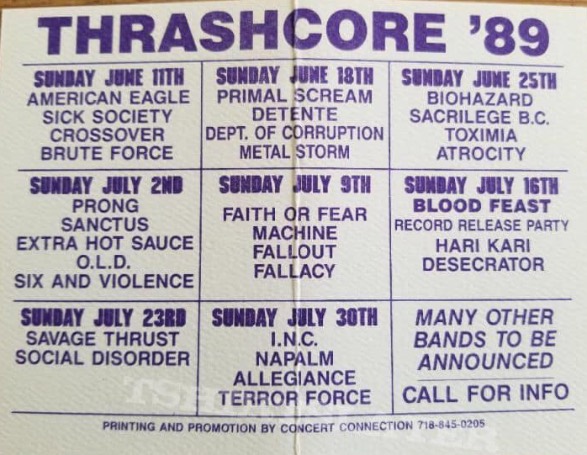 THRASHCORE '89
SUNDAY JUNE 11TH
AMERICAN EAGLE
SICK SOCIETY
CROSSOVER
BRUTE FORCE
SUNDAY JUNE 18TH
PRIMAL SCREAM
DETENTE
DEPT. OF CORRUPTION
METAL STORM
SUNDAY JUNE 25TH
BIOHAZARD
SACRILEGE B.C.
TOXIMIA
ATROCITY
SUNDAY JULY 2ND
PRONG
SANCTUS
EXTRA HOT SAUCE
O.L.D.
SIX AND VIOLENCE
SUNDAY JULY 9TH
FAITH OR FEAR
MACHINE
FALLOUT
FALLACY
SUNDAY JULY 16TH
BLOOD FEAST
RECORD RELEASE PARTY
HARI KARI
DESECRATOR
SUNDAY JULY 23RD
SAVAGE THRUST
SOCIAL DISORDER
SUNDAY JULY 30TH
I.N.C.
NAPALM
ALLEGIANCE
TERROR FORCE
MANY OTHER
BANDS TO BE
ANNOUNCED
CALL FOR INFO
PRINTING AND PROMOTION BY CONCERT CONNECTION 718-845-0205